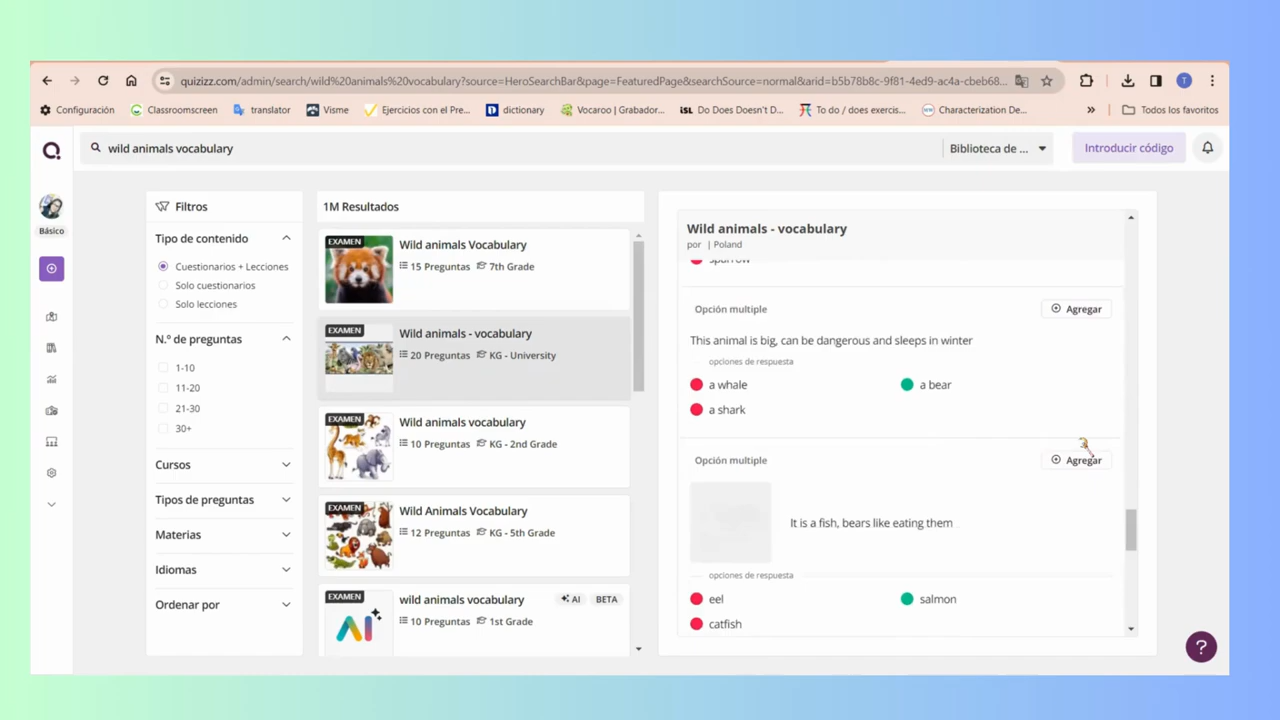 quizizz.com/admin/search/wild%20animals%20vocabulary?source=HeroSearchBar&page=FeaturedPage&searchSource=normal&arid=b5b78b8c-9f81-4ed9-ac4a-cbeb68...
T
Configuración
Classroomscreen
translator
Visme
Ejercicios con el Pre...
dictionary
Vocaroo | Grabador...
Do Does Doesn't D...
To do / does exercis...
Characterization De...
»
Todos los favoritos
wild animals vocabulary
Biblioteca de ...
Introducir código
Básico
Filtros
Tipo de contenido
Cuestionarios + Lecciones
Solo cuestionarios
Solo lecciones
N.º de preguntas
1-10
11-20
21-30
30+
Cursos
Tipos de preguntas
Materias
Idiomas
Ordenar por
1M Resultados
EXAMEN
Wild animals Vocabulary
15 Preguntas 7th Grade
EXAMEN
Wild animals - vocabulary
20 Preguntas KG - University
EXAMEN
Wild animals vocabulary
10 Preguntas KG - 2nd Grade
EXAMEN
Wild Animals Vocabulary
12 Preguntas KG - 5th Grade
EXAMEN
AI
wild animals vocabulary
AI BETA
10 Preguntas 1st Grade
Wild animals - vocabulary
por | Poland
sparrow
Opción multiple
Agregar
This animal is big, can be dangerous and sleeps in winter
opciones de respuesta
a whale
a bear
a shark
Opción multiple
Agregar
It is a fish, bears like eating them
opciones de respuesta
eel
salmon
catfish
?